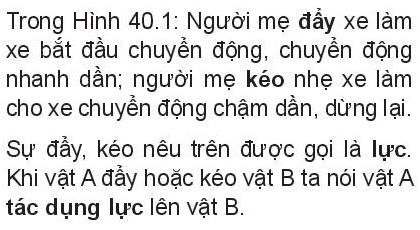 Trong Hình 40.1: Người mẹ đẩy xe làm
xe bắt đầu chuyển động, chuyển động
nhanh dần; người mẹ kéo nhẹ xe làm
cho xe chuyển động chậm dần, dừng lại.
Sự đẩy, kéo nêu trên được gọi là lực.
Khi vật A đẩy hoặc kéo vật B ta nói vật A
tác dụng lực lên vật B.